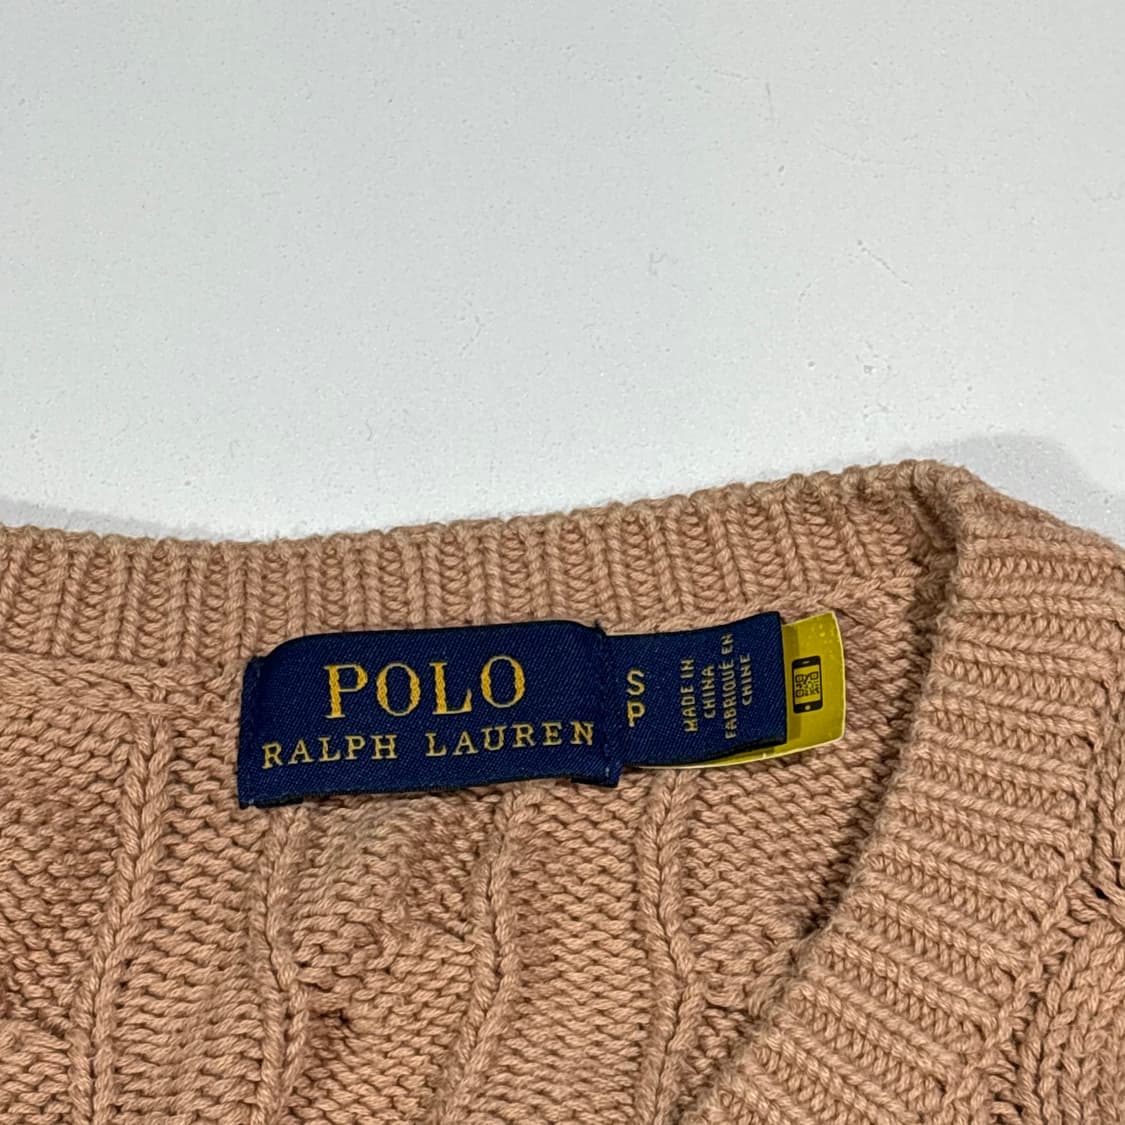 POLO
RALPH LAUREN
S
P
MADE IN
CHINA
FABRIQUÉ EN
CHINE